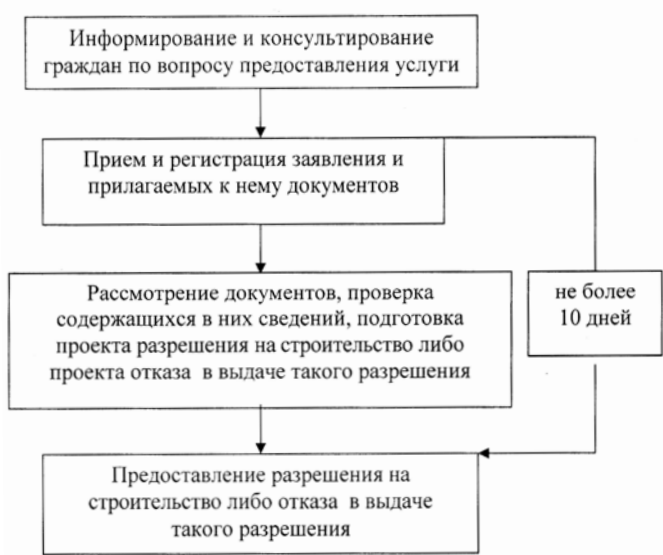 Информирование и консультирование
граждан по вопросу предоставления услуги
Прием и регистрация заявления и
прилагаемых к нему документов
Рассмотрение документов, проверка
содержащихся в них сведений, подготовка
проекта разрешения на строительство либо
проекта отказа в выдаче такого разрешения
не более
10 дней
Предоставление разрешения на
строительство либо отказа в выдаче
такого разрешения